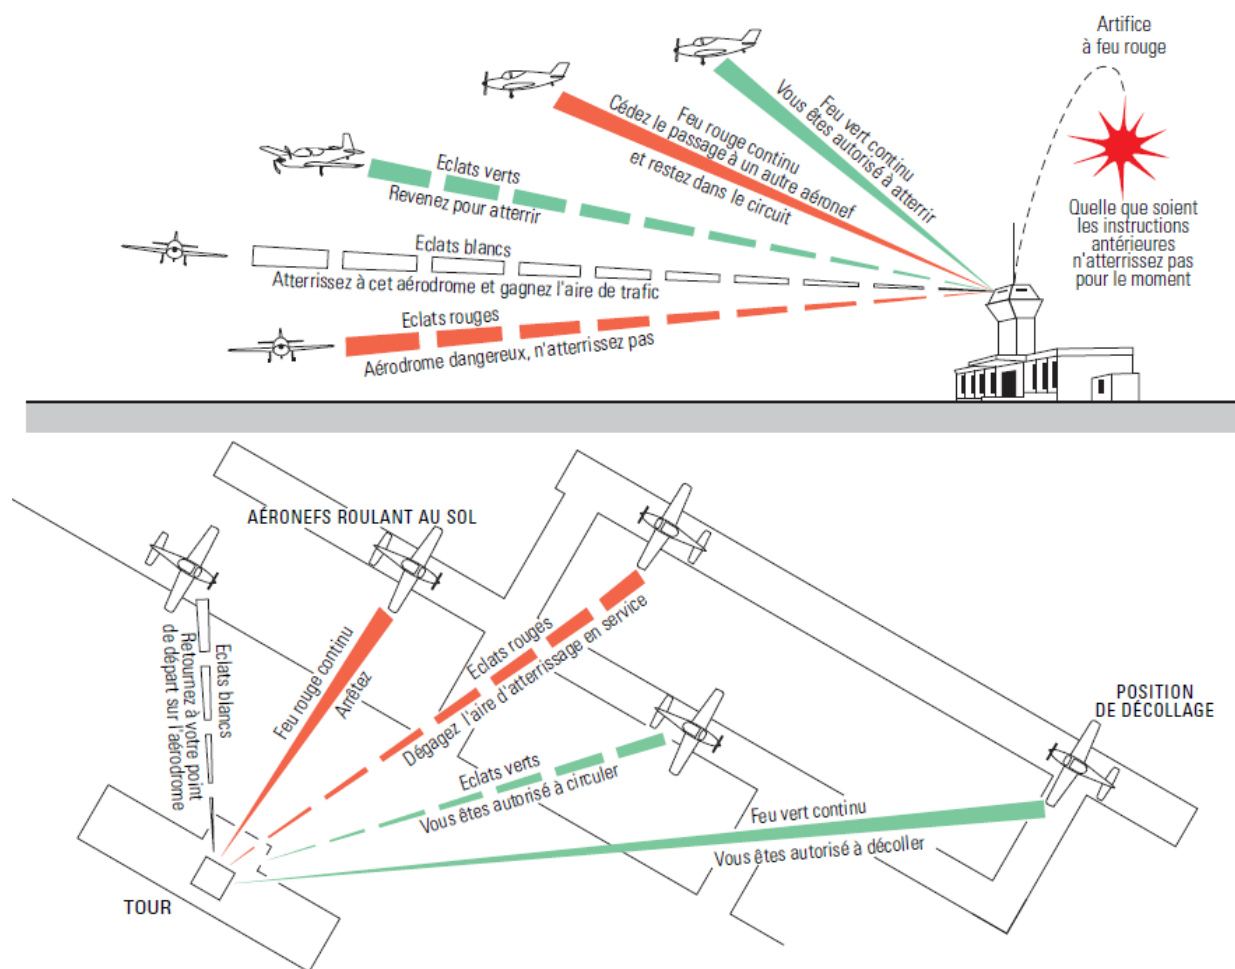 Artifice
à feu rouge
Feu vert continu
Vous êtes autorisé à atterrir
Feu rouge continu
Cédez le passage à un autre aéronef
et restez dans le circuit
Eclats verts
Revenez pour atterrir
Quelle que soient
les instructions
antérieures
n'atterrissez pas
pour le moment
Eclats blancs
Atterrissez à cet aérodrome et gagnez l'aire de trafic
Eclats rouges
Aérodrome dangereux, n'atterrissez pas
AÉRONEFS ROULANT AU SOL
Eclats blancs
Retournez à votre point
de départ sur l'aérodrome
Feu rouge continu
Arrêtez
Eclats rouges
Dégagez l'aire d'atterrissage en service
Eclats verts
Vous êtes autorisé à circuler
POSITION
DE DÉCOLLAGE
Feu vert continu
Vous êtes autorisé à décoller
TOUR